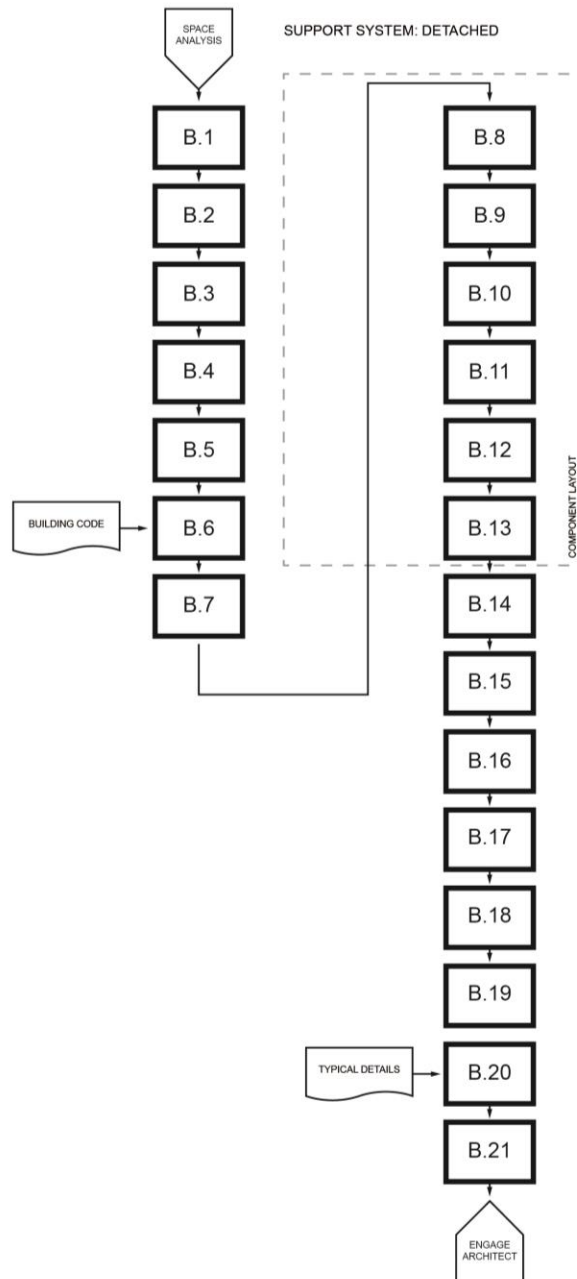 SPACE
ANALYSIS
SUPPORT SYSTEM: DETACHED
B.1
B.2
B.3
B.4
B.5
BUILDING CODE
B.6
B.7
B.8
B.9
B.10
B.11
B.12
B.13
COMPONENT LAYOUT
B.14
B.15
B.16
B.17
B.18
B.19
TYPICAL DETAILS
B.20
B.21
ENGAGE
ARCHITECT